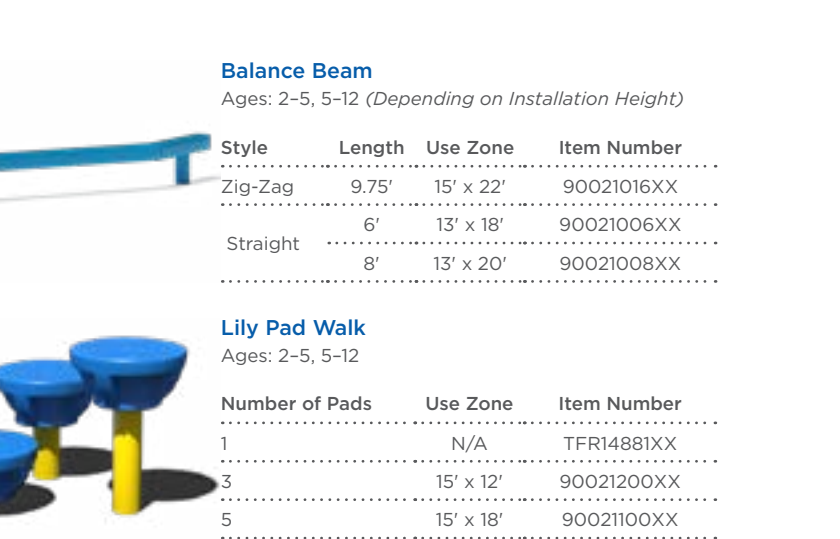 Balance Beam
Ages: 2–5, 5–12 (Depending on Installation Height)
Style Length Use Zone Item Number
Zig-Zag 9.75' 15' x 22' 90021016XX
Straight
6' 13' x 18' 90021006XX
8' 13' x 20' 90021008XX
Lily Pad Walk
Ages: 2–5, 5–12
Number of Pads Use Zone Item Number
1 N/A TFR14881XX
3 15' x 12' 90021200XX
5 15' x 18' 90021100XX